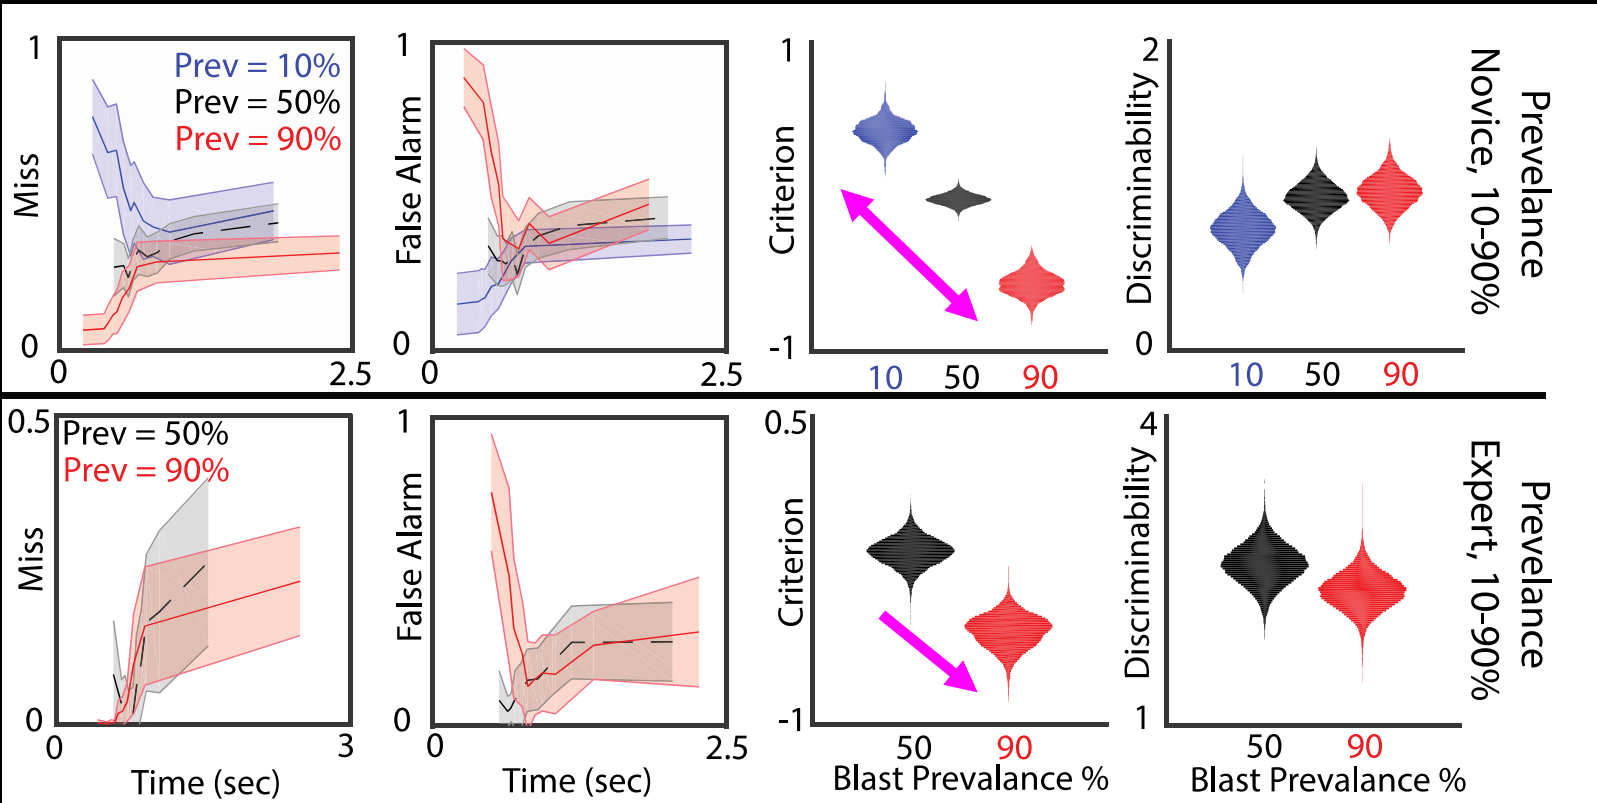 1
Prev = 10%
Prev = 50%
Prev = 90%
Miss
0
0
2.5
1
False Alarm
0
0
2.5
1
Criterion
-1
10
50
90
2
Discriminability
0
10
50
90
Prevelance
Novice, 10-90%
0.5
Prev = 50%
Prev = 90%
Miss
0
0
3
Time (sec)
1
False Alarm
0
0
2.5
Time (sec)
0.5
Criterion
-1
50
90
Blast Prevalance %
4
Discriminability
1
50
90
Blast Prevalance %
Prevelance
Expert, 10-90%